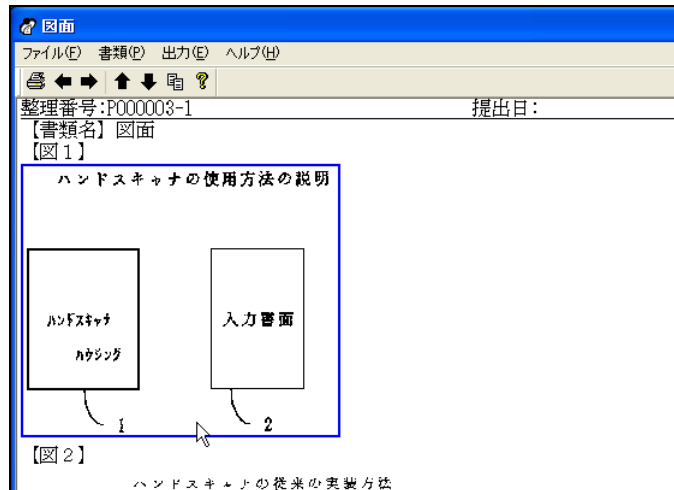 図面
ファイル(F) 書類(P) 出力(E) ヘルプ(H)
整理番号:P000003-1 提出日:
【書類名】図面
【図1】
ハンドスキャナの使用方法の説明
ハンドスキャナ
ハウジング
入力書面
1 2
【図2】
ハンドスキャナの従来の実装方法